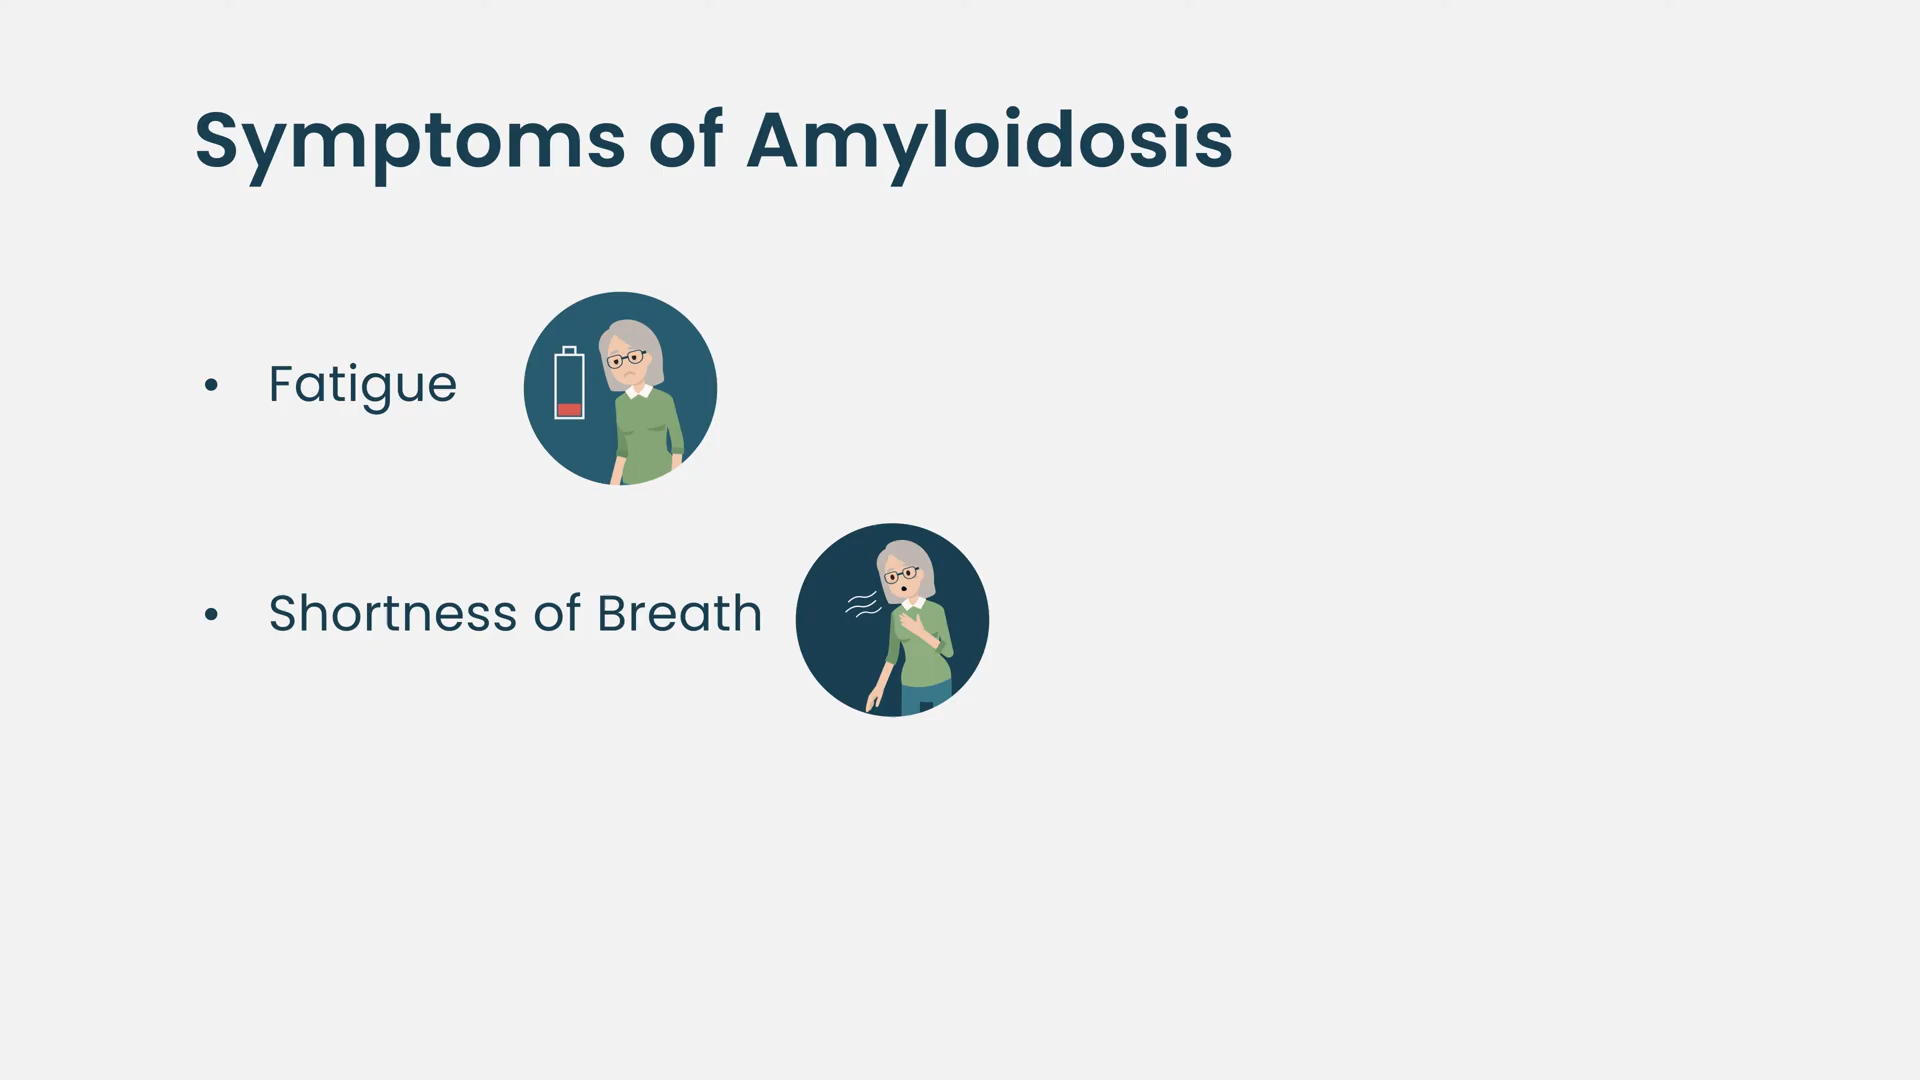 Symptoms of Amyloidosis
• Fatigue
• Shortness of Breath